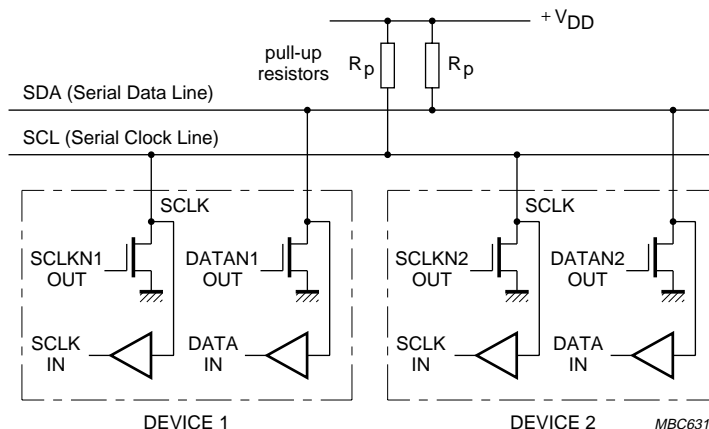 + VDD
pull-up
resistors
Rp
Rp
SDA (Serial Data Line)
SCL (Serial Clock Line)
SCLK
SCLK
SCLKN1
OUT
DATAN1
OUT
SCLKN2
OUT
DATAN2
OUT
SCLK
IN
DATA
IN
SCLK
IN
DATA
IN
DEVICE 1
DEVICE 2
MBC631